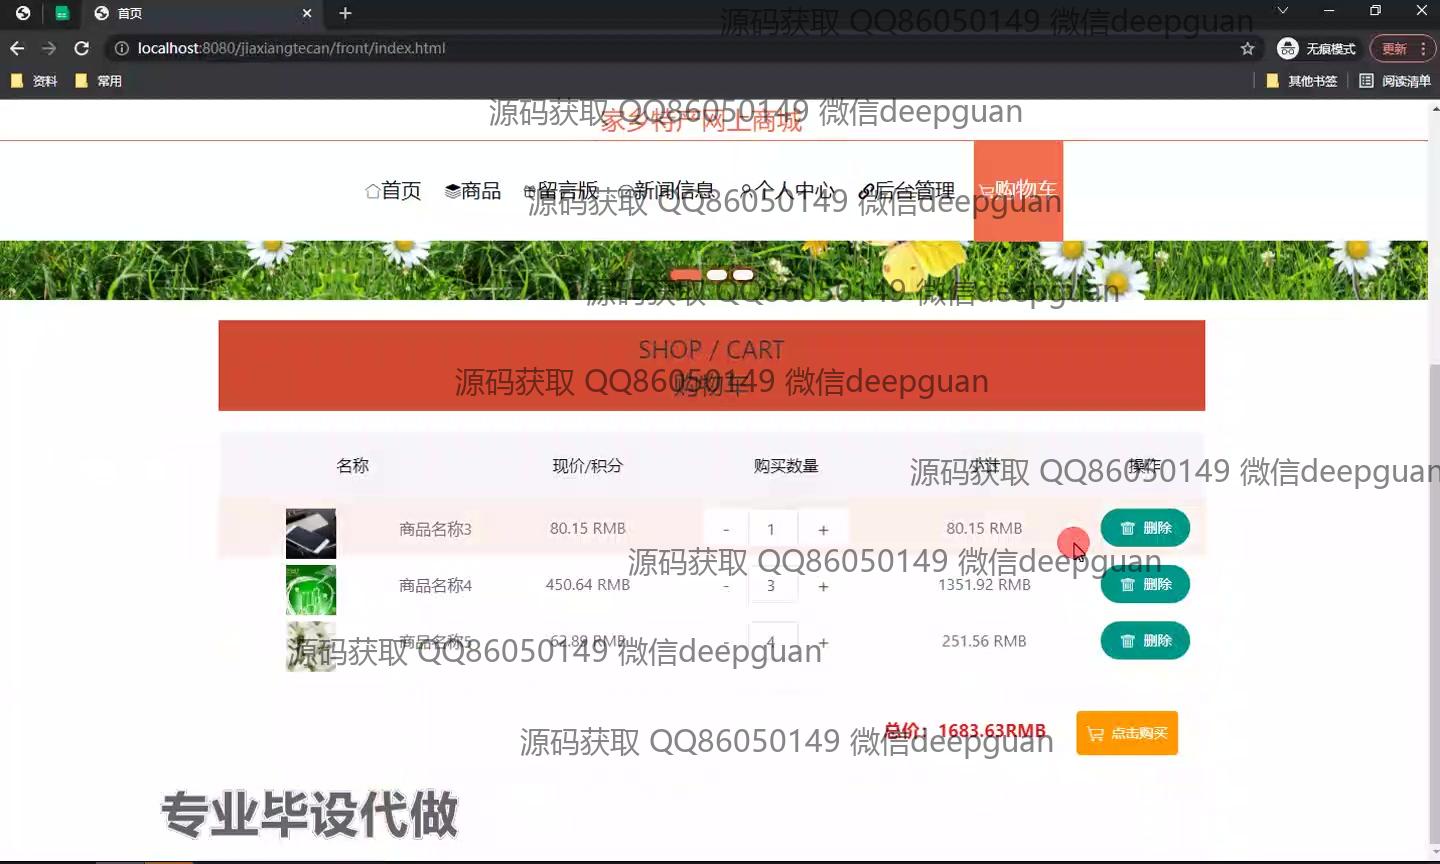 首页
源码获取 QQ86050149 微信deepguan
localhost:8080/jiaxiangtecan/front/index.html
无痕模式
更新
资料
常用
其他书签
阅读清单
源码获取 QQ86050149 微信deepguan
家乡特产网上商城
首页
商品
留言版
新闻信息
个人中心
后台管理
购物车
源码获取 QQ86050149 微信deepguan
源码获取 QQ86050149 微信deepguan
SHOP / CART
购物车
源码获取 QQ86050149 微信deepguan
名称 现价/积分 购买数量 小计 操作
源码获取 QQ86050149 微信deepguan
商品名称3 80.15 RMB - 1 + 80.15 RMB 删除
源码获取 QQ86050149 微信deepguan
商品名称4 450.64 RMB - 3 + 1351.92 RMB 删除
商品名称5 62.89 RMB - 4 + 251.56 RMB 删除
源码获取 QQ86050149 微信deepguan
总价：1683.63RMB 点击购买
源码获取 QQ86050149 微信deepguan
专业毕设代做